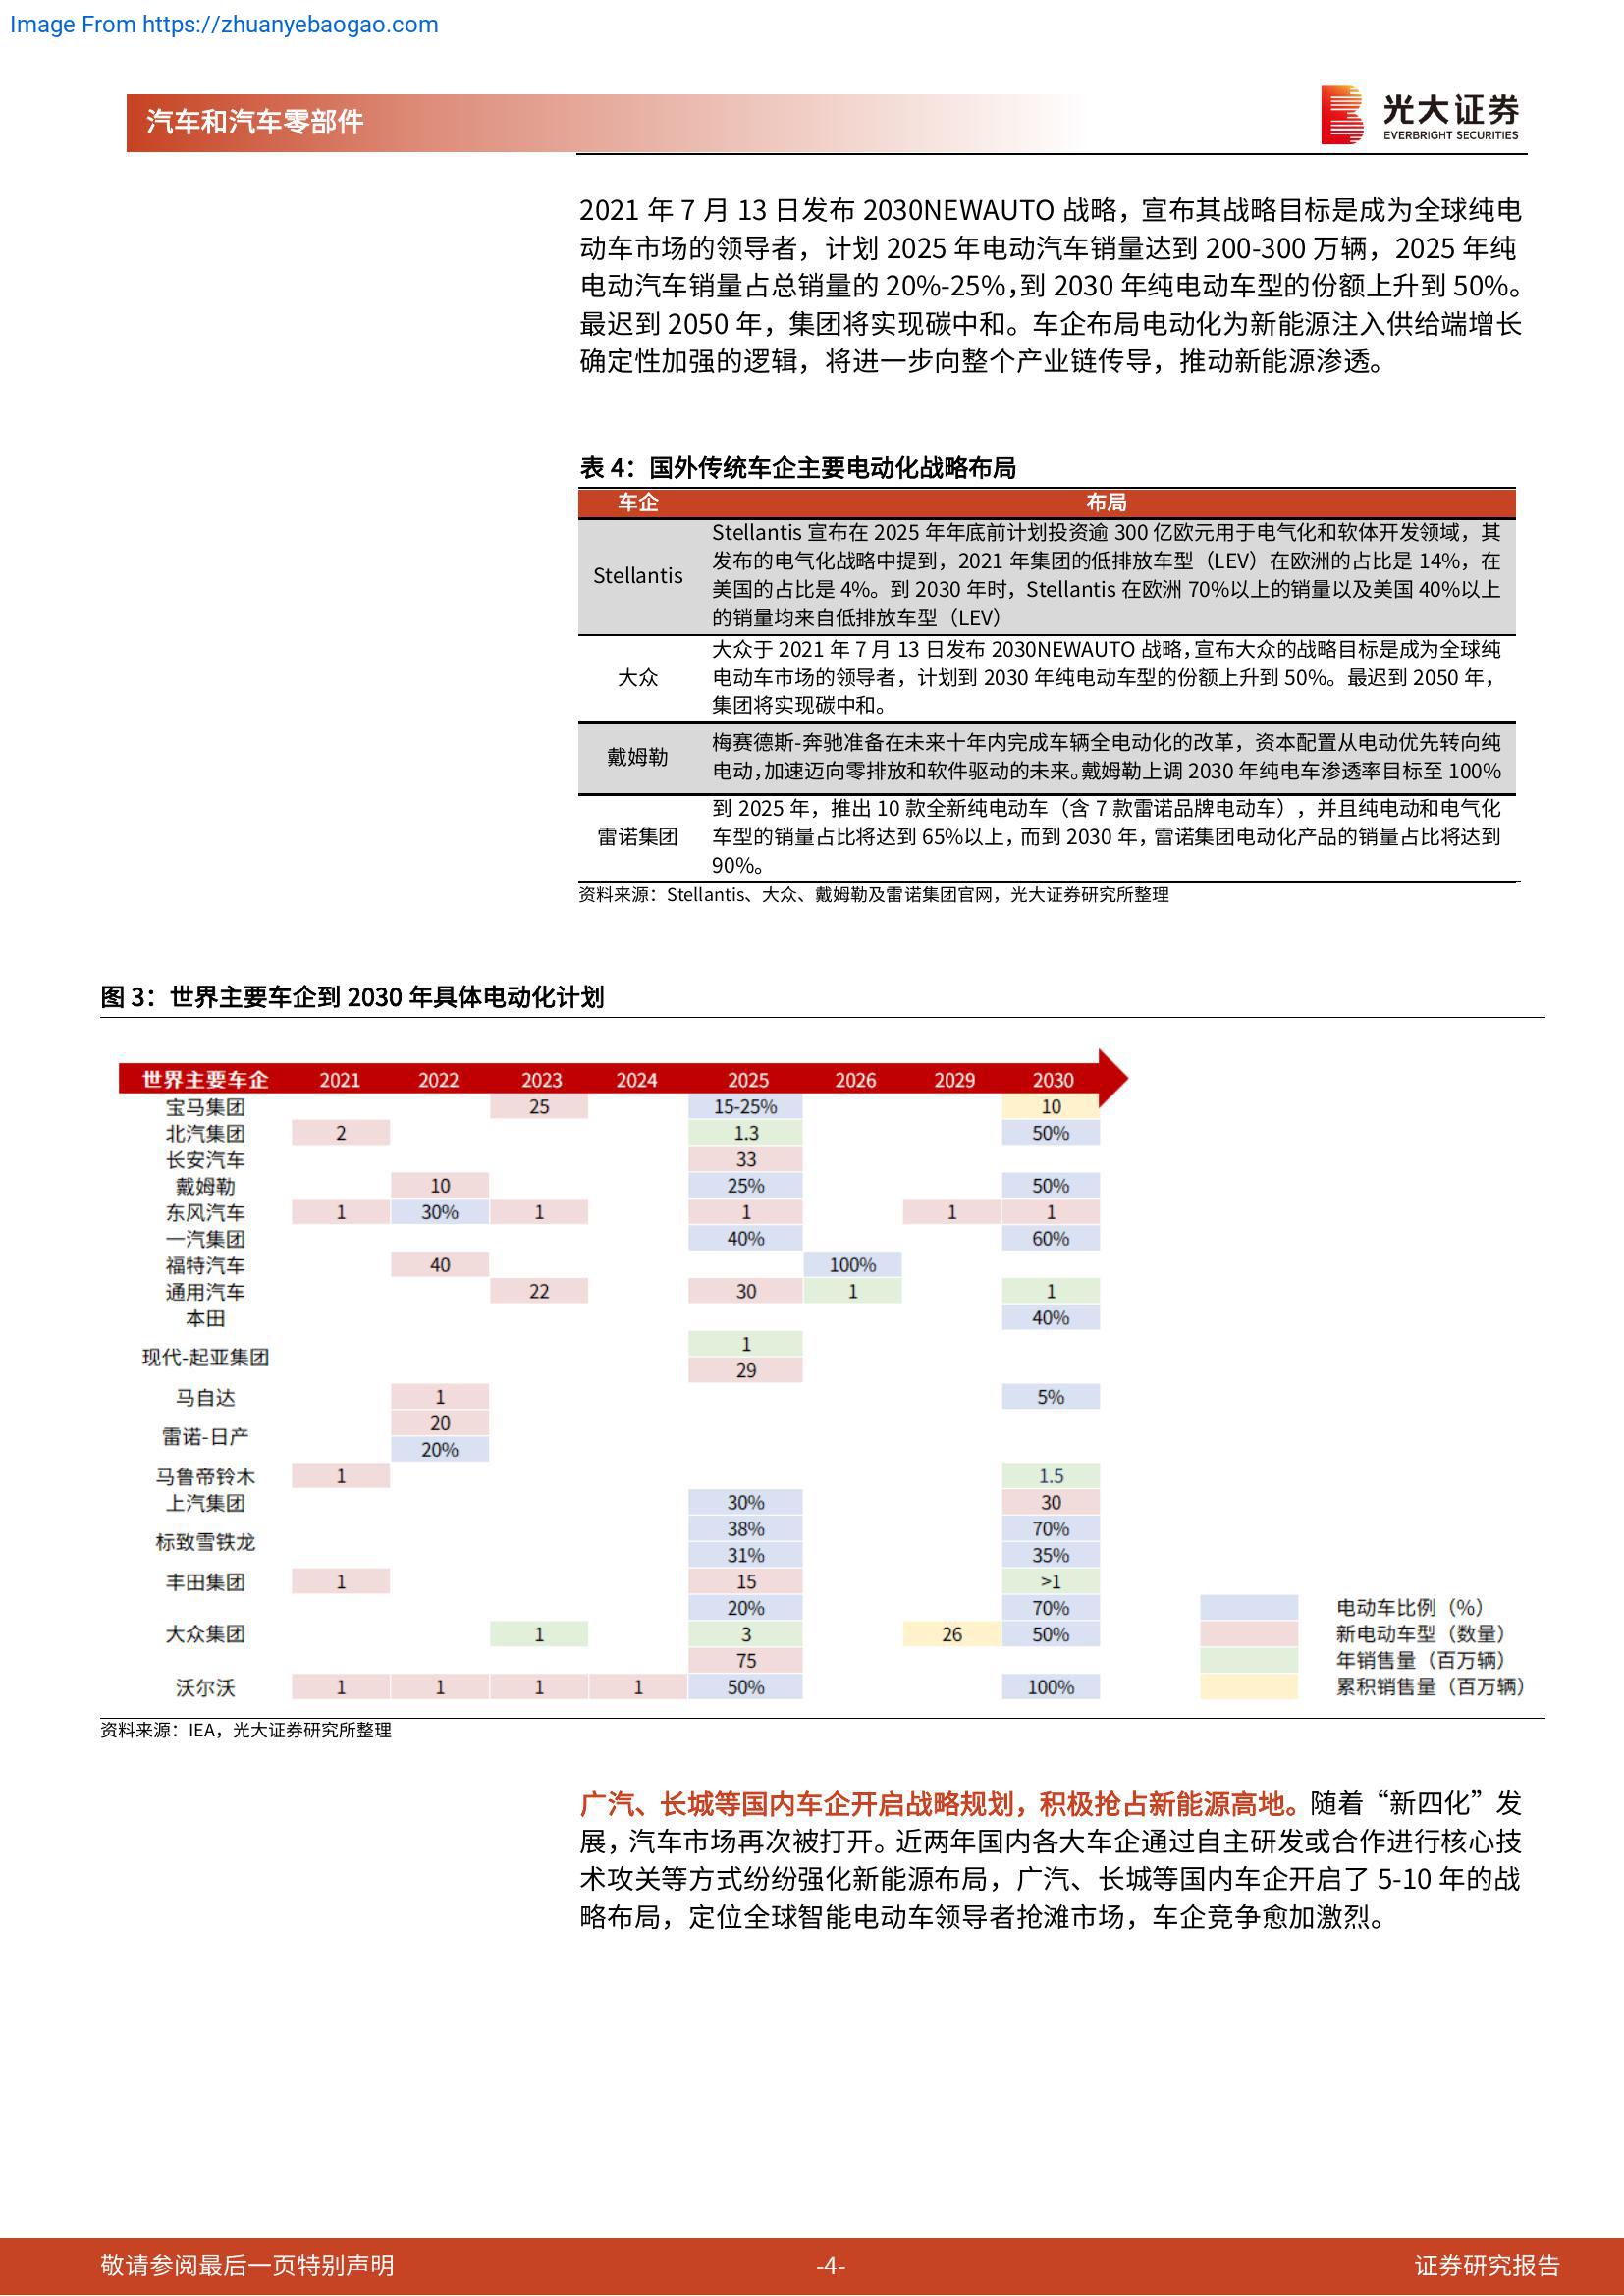 Image From https://zhuanyebaogao.com
汽车和汽车零部件
光大证券
EVERBRIGHT SECURITIES
2021 年 7 月 13 日发布 2030NEWAUTO 战略，宣布其战略目标是成为全球纯电
动车市场的领导者，计划 2025 年电动汽车销量达到 200-300 万辆，2025 年纯
电动汽车销量占总销量的 20%-25%，到 2030 年纯电动车型的份额上升到 50%。
最迟到 2050 年，集团将实现碳中和。车企布局电动化为新能源注入供给端增长
确定性加强的逻辑，将进一步向整个产业链传导，推动新能源渗透。
表 4：国外传统车企主要电动化战略布局
车企 布局
Stellantis 宣布在 2025 年年底前计划投资逾 300 亿欧元用于电气化和软体开发领域，其
发布的电气化战略中提到，2021 年集团的低排放车型（LEV）在欧洲的占比是 14%，在
Stellantis
美国的占比是 4%。到 2030 年时，Stellantis 在欧洲 70%以上的销量以及美国 40%以上
的销量均来自低排放车型（LEV）
大众于 2021 年 7 月 13 日发布 2030NEWAUTO 战略，宣布大众的战略目标是成为全球纯
大众 电动车市场的领导者，计划到 2030 年纯电动车型的份额上升到 50%。最迟到 2050 年，
集团将实现碳中和。
戴姆勒
梅赛德斯-奔驰准备在未来十年内完成车辆全电动化的改革，资本配置从电动优先转向纯
电动，加速迈向零排放和软件驱动的未来。戴姆勒上调 2030 年纯电车渗透率目标至 100%
到 2025 年，推出 10 款全新纯电动车（含 7 款雷诺品牌电动车），并且纯电动和电气化
雷诺集团 车型的销量占比将达到 65%以上，而到 2030 年，雷诺集团电动化产品的销量占比将达到
90%。
资料来源：Stellantis、大众、戴姆勒及雷诺集团官网，光大证券研究所整理
图 3：世界主要车企到 2030 年具体电动化计划
世界主要车企 2021 2022 2023 2024 2025 2026 2029 2030
宝马集团 25 15-25% 10
北汽集团 2 1.3 50%
长安汽车 33
戴姆勒 10 25% 50%
东风汽车 1 30% 1 1 1 1
一汽集团 40% 60%
福特汽车 40 100%
通用汽车 22 30 1 1
本田 40%
1
现代-起亚集团
29
马自达 1 5%
20
雷诺-日产
20%
马鲁帝铃木 1 1.5
上汽集团 30% 30
38% 70%
标致雪铁龙
31% 35%
丰田集团 1 15 >1
20% 70% 电动车比例（%）
大众集团 1 3 26 50% 新电动车型（数量）
75 年销售量（百万辆）
沃尔沃 1 1 1 1 50% 100% 累积销售量（百万辆）
资料来源：IEA，光大证券研究所整理
广汽、长城等国内车企开启战略规划，积极抢占新能源高地。随着“新四化”发
展，汽车市场再次被打开。近两年国内各大车企通过自主研发或合作进行核心技
术攻关等方式纷纷强化新能源布局，广汽、长城等国内车企开启了 5-10 年的战
略布局，定位全球智能电动车领导者抢滩市场，车企竞争愈加激烈。
敬请参阅最后一页特别声明 -4- 证券研究报告